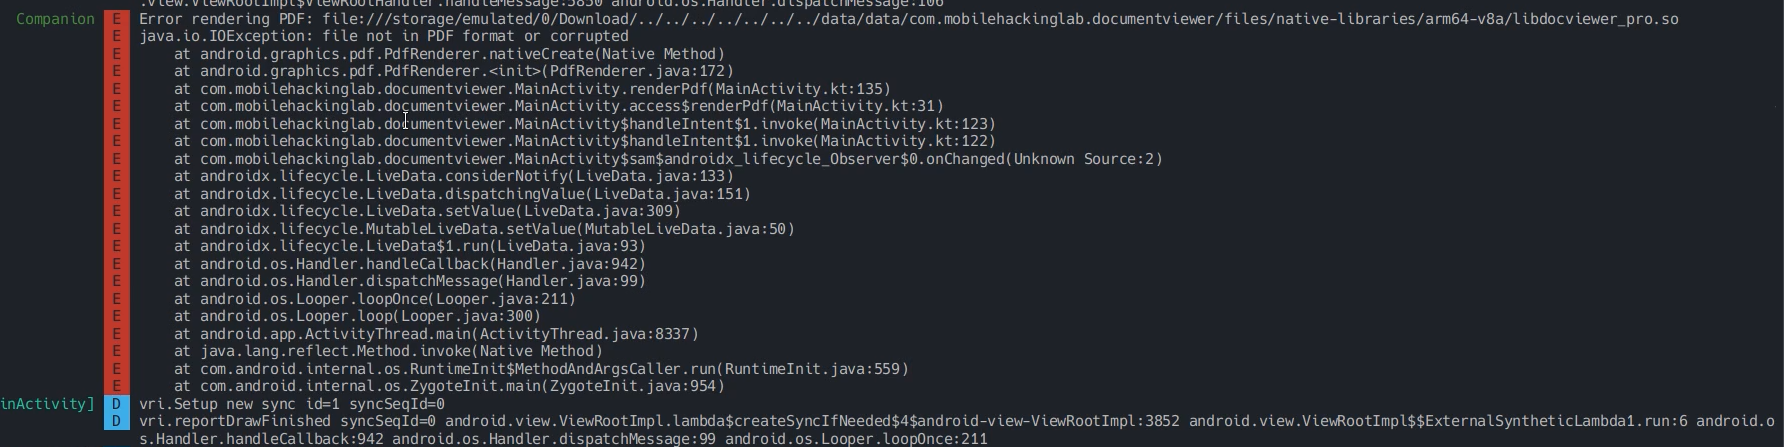 .view.ViewRootImpl$ViewRootHandler.handleMessage:5850 android.os.Handler.dispatchMessage:106
Companion E Error rendering PDF: file:///storage/emulated/0/Download/../../../../../../../data/data/com.mobilehackinglab.documentviewer/files/native-libraries/arm64-v8a/libdocviewer_pro.so
E java.io.IOException: file not in PDF format or corrupted
E at android.graphics.pdf.PdfRenderer.nativeCreate(Native Method)
E at android.graphics.pdf.PdfRenderer.<init>(PdfRenderer.java:172)
E at com.mobilehackinglab.documentviewer.MainActivity.renderPdf(MainActivity.kt:135)
E at com.mobilehackinglab.documentviewer.MainActivity.access$renderPdf(MainActivity.kt:31)
E at com.mobilehackinglab.documentviewer.MainActivity$handleIntent$1.invoke(MainActivity.kt:123)
E at com.mobilehackinglab.documentviewer.MainActivity$handleIntent$1.invoke(MainActivity.kt:122)
E at com.mobilehackinglab.documentviewer.MainActivity$sam$androidx_lifecycle_Observer$0.onChanged(Unknown Source:2)
E at androidx.lifecycle.LiveData.considerNotify(LiveData.java:133)
E at androidx.lifecycle.LiveData.dispatchingValue(LiveData.java:151)
E at androidx.lifecycle.LiveData.setValue(LiveData.java:309)
E at androidx.lifecycle.MutableLiveData.setValue(MutableLiveData.java:50)
E at androidx.lifecycle.LiveData$1.run(LiveData.java:93)
E at android.os.Handler.handleCallback(Handler.java:942)
E at android.os.Handler.dispatchMessage(Handler.java:99)
E at android.os.Looper.loopOnce(Looper.java:211)
E at android.os.Looper.loop(Looper.java:300)
E at android.app.ActivityThread.main(ActivityThread.java:8337)
E at java.lang.reflect.Method.invoke(Native Method)
E at com.android.internal.os.RuntimeInit$MethodAndArgsCaller.run(RuntimeInit.java:559)
E at com.android.internal.os.ZygoteInit.main(ZygoteInit.java:954)
inActivity] D vri.Setup new sync id=1 syncSeqId=0
D vri.reportDrawFinished syncSeqId=0 android.view.ViewRootImpl.lambda$createSyncIfNeeded$4$android-view-ViewRootImpl:3852 android.view.ViewRootImpl$$ExternalSyntheticLambda1.run:6 android.o
s.Handler.handleCallback:942 android.os.Handler.dispatchMessage:99 android.os.Looper.loopOnce:211